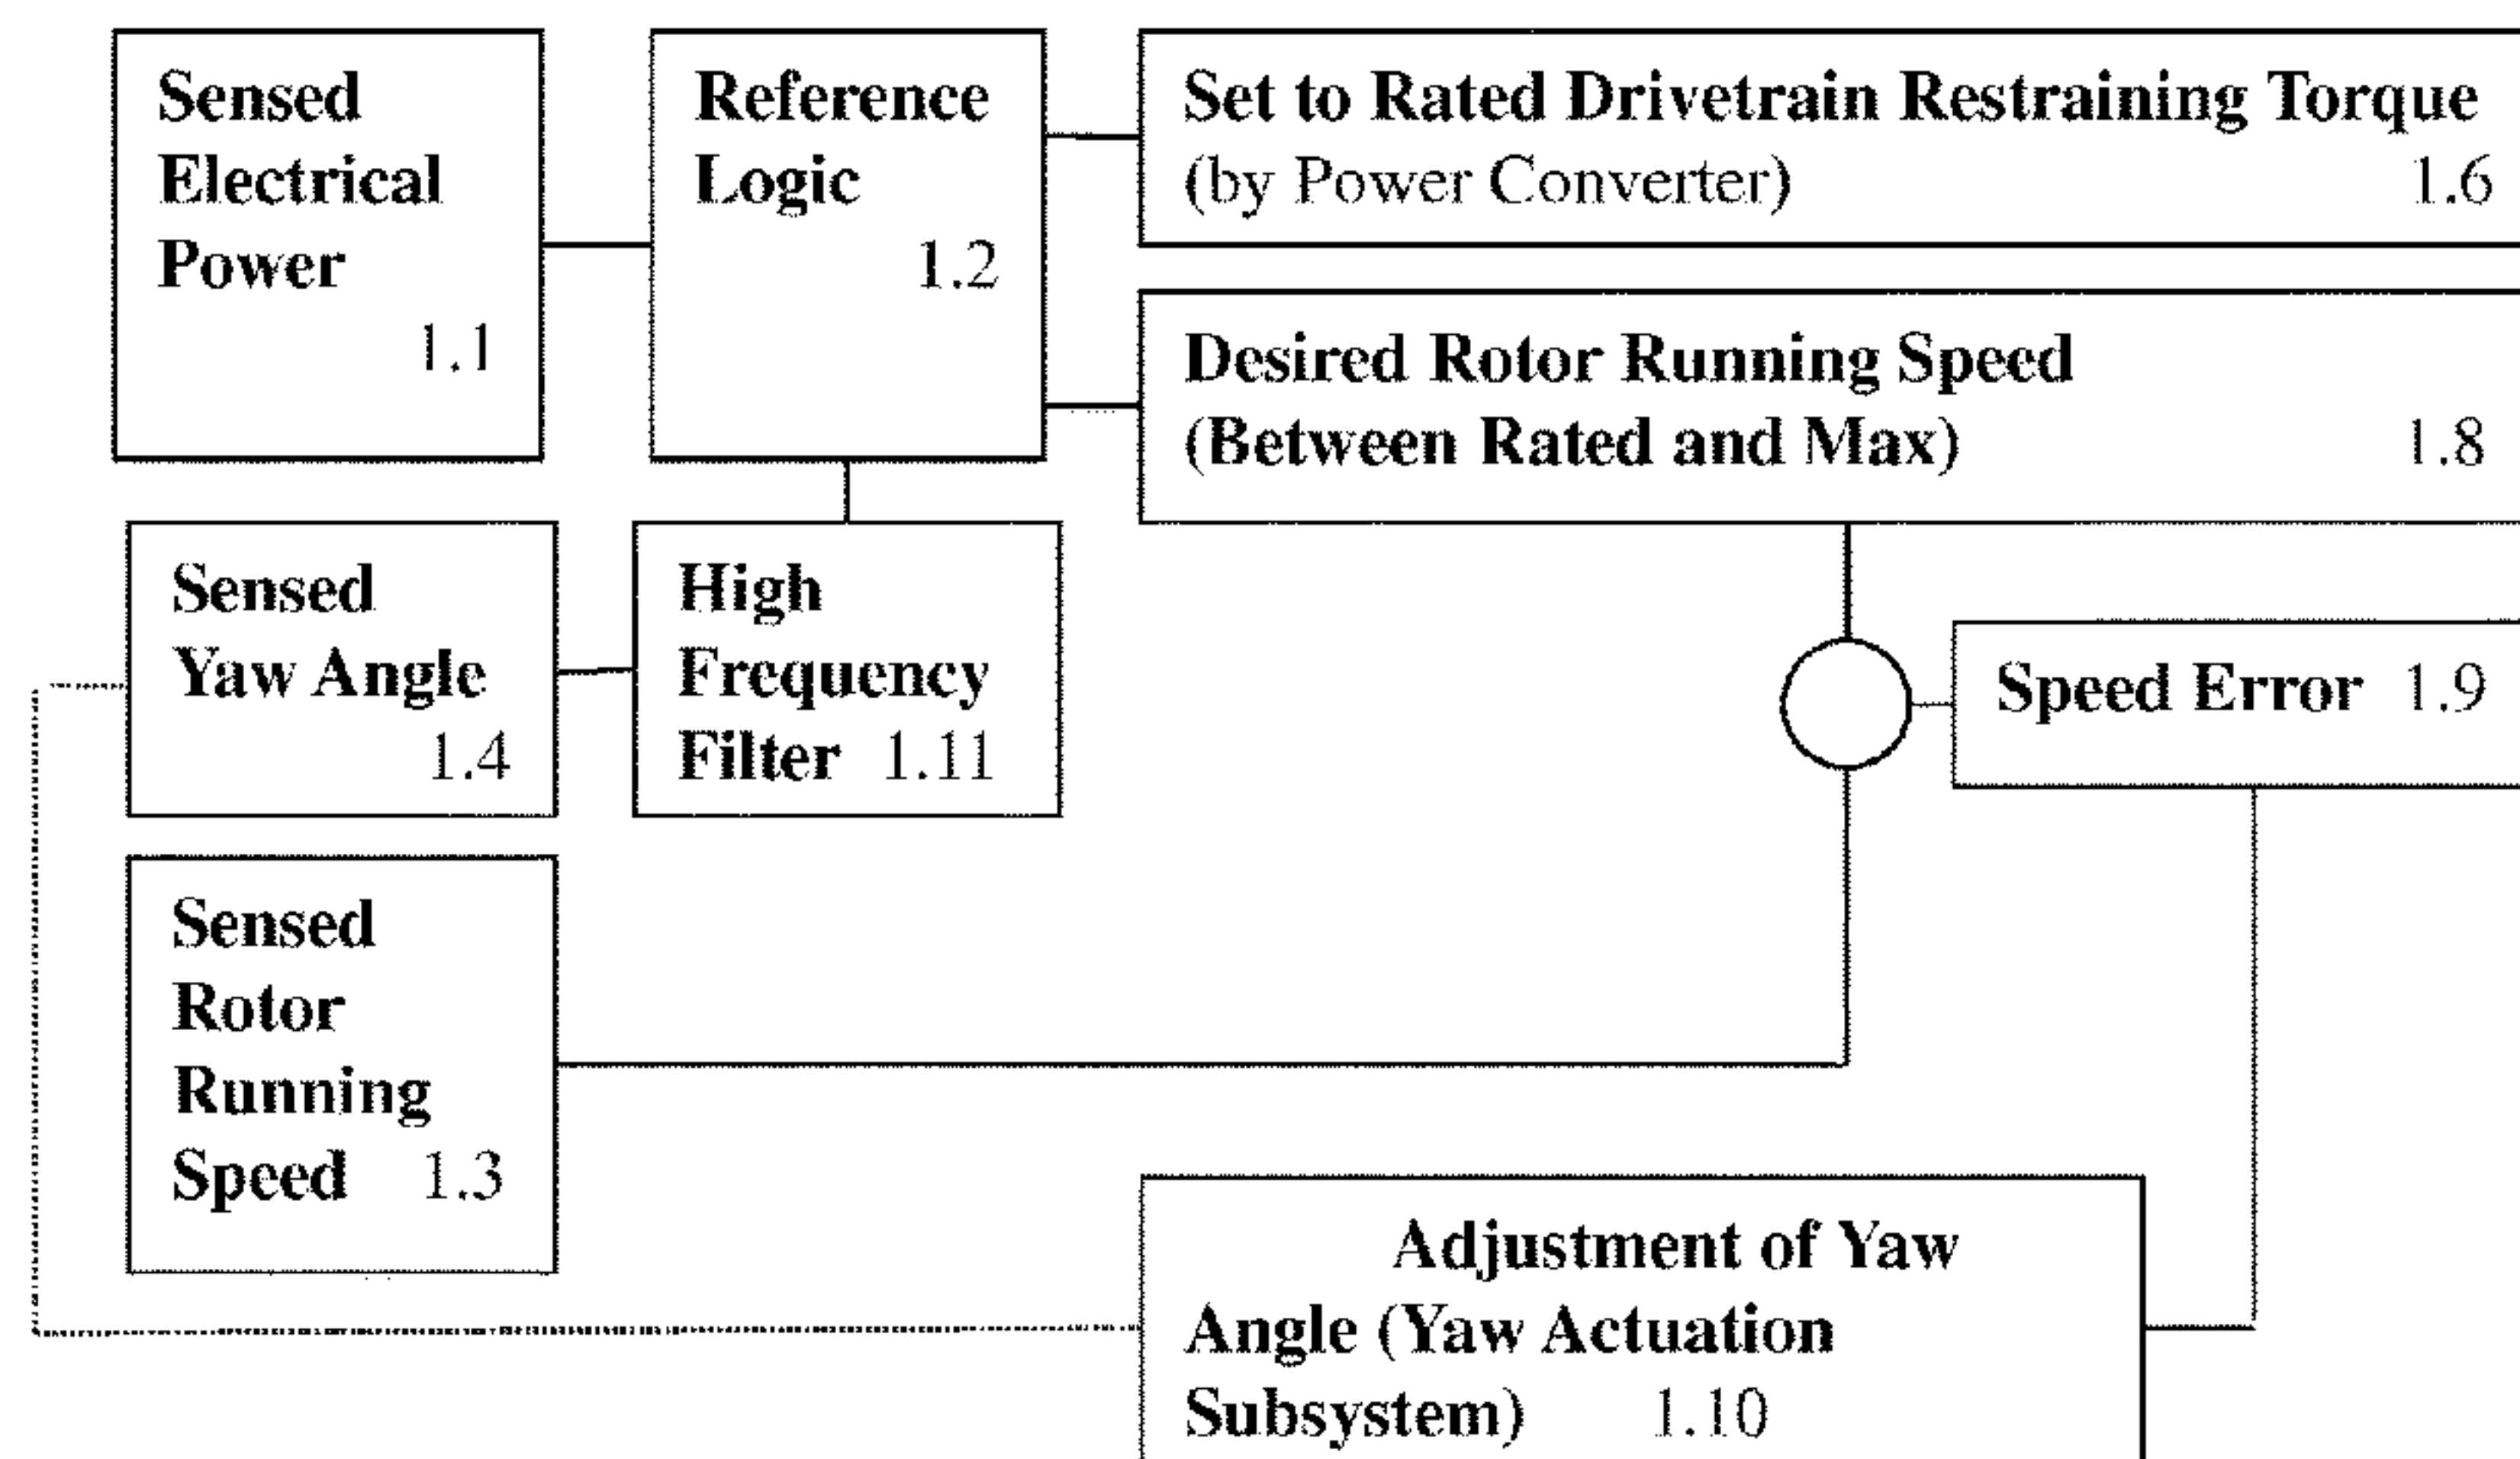 Sensed
Electrical
Power
1.1
Reference
Logic
1.2
Set to Rated Drivetrain Restraining Torque
(by Power Converter) 1.6
Desired Rotor Running Speed
(Between Rated and Max) 1.8
Sensed
Yaw Angle
1.4
High
Frequency
Filter 1.11
Speed Error 1.9
Sensed
Rotor
Running
Speed 1.3
Adjustment of Yaw
Angle (Yaw Actuation
Subsystem) 1.10